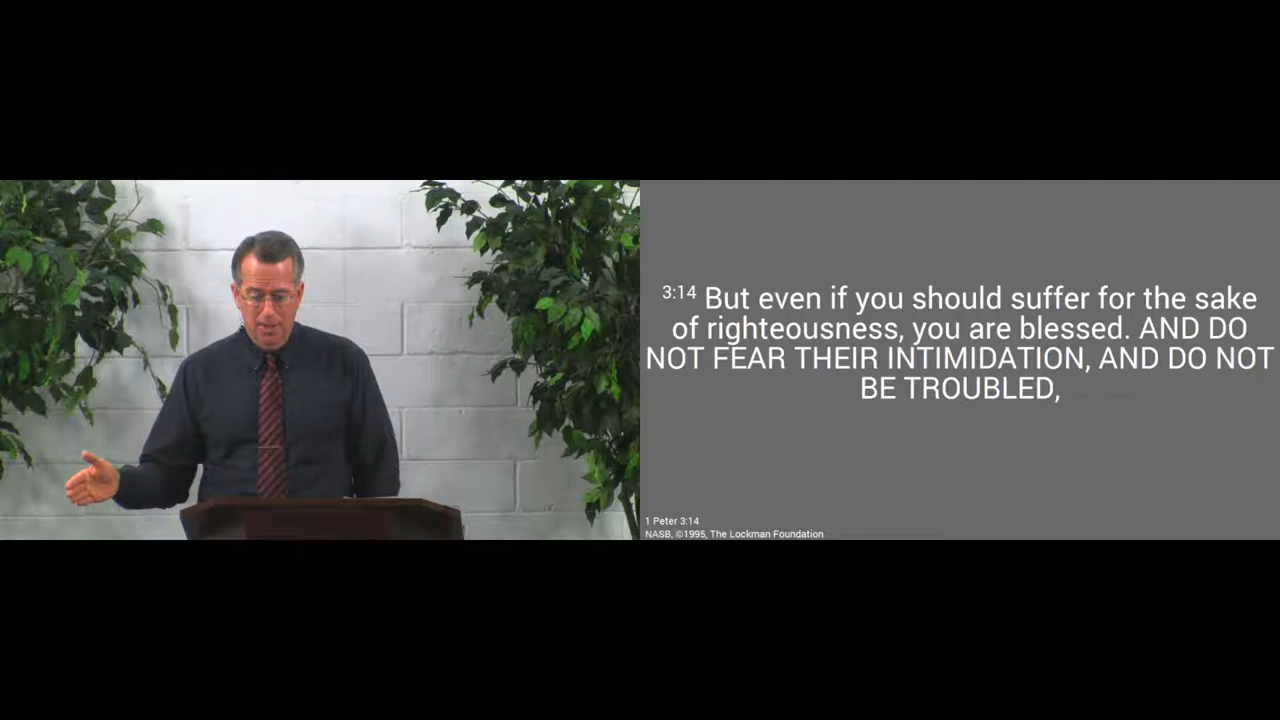 3:14 But even if you should suffer for the sake
of righteousness, you are blessed. AND DO
NOT FEAR THEIR INTIMIDATION, AND DO NOT
BE TROUBLED,
1 Peter 3:14
NASB, ©1995, The Lockman Foundation